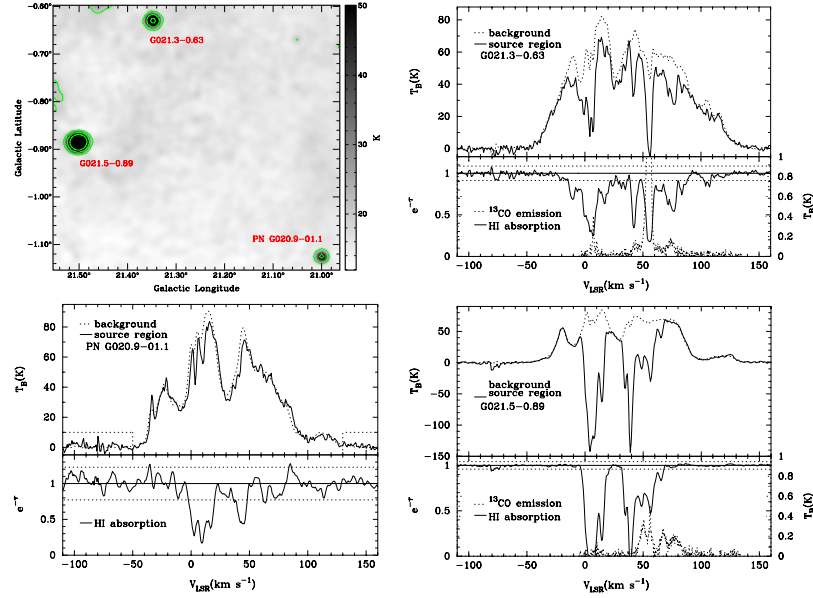 −0.60°
−0.70°
−0.80°
−0.90°
−1.00°
−1.10°
Galactic Latitude
G021.3−0.63
G021.5−0.89
PN G020.9−01.1
21.50° 21.40° 21.30° 21.20° 21.10° 21.00°
Galactic Longitude
50
40
30
20
K
80
60
40
20
0
T_B(K)
background
source region
G021.3−0.63
1
0.5
0
e^−τ
1
0.8
0.6
0.4
0.2
0
T_B(K)
¹³CO emission
HI absorption
−100 −50 0 50 100 150
V_LSR(km s⁻¹)
80
60
40
20
0
T_B(K)
background
source region
PN G020.9−01.1
1
0.5
0
e^−τ
HI absorption
−100 −50 0 50 100 150
V_LSR(km s⁻¹)
50
0
−50
−100
−150
T_B(K)
background
source region
G021.5−0.89
1
0.5
0
e^−τ
1
0.8
0.6
0.4
0.2
0
T_B(K)
¹³CO emission
HI absorption
−100 −50 0 50 100 150
V_LSR(km s⁻¹)